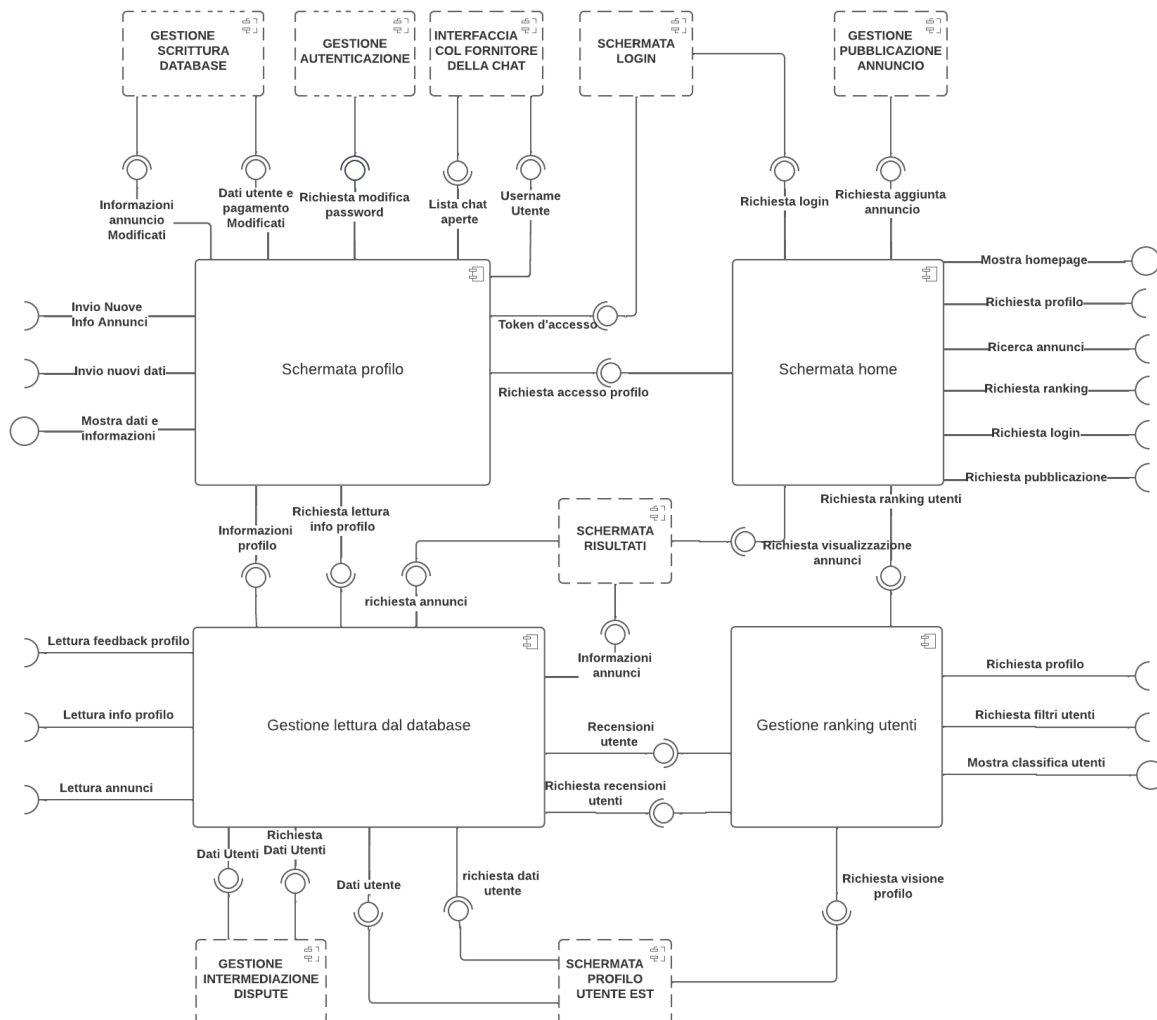 GESTIONE
SCRITTURA
DATABASE
GESTIONE
AUTENTICAZIONE
INTERFACCIA
COL FORNITORE
DELLA CHAT
SCHERMATA
LOGIN
GESTIONE
PUBBLICAZIONE
ANNUNCIO
Informazioni
annuncio
Modificati
Dati utente e
pagamento
Modificati
Richiesta modifica
password
Lista chat
aperte
Username
Utente
Richiesta login
Richiesta aggiunta
annuncio
Invio Nuove
Info Annunci
Invio nuovi dati
Mostra dati e
informazioni
Schermata profilo
Token d'accesso
Richiesta accesso profilo
Schermata home
Mostra homepage
Richiesta profilo
Ricerca annunci
Richiesta ranking
Richiesta login
Richiesta pubblicazione
Informazioni
profilo
Richiesta lettura
info profilo
richiesta annunci
SCHERMATA
RISULTATI
Richiesta visualizzazione
annunci
Richiesta ranking utenti
Informazioni
annunci
Lettura feedback profilo
Lettura info profilo
Lettura annunci
Gestione lettura dal database
Recensioni
utente
Richiesta recensioni
utenti
Gestione ranking utenti
Richiesta profilo
Richiesta filtri utenti
Mostra classifica utenti
Dati Utenti
Richiesta
Dati Utenti
Dati utente
richiesta dati
utente
Richiesta visione
profilo
GESTIONE
INTERMEDIAZIONE
DISPUTE
SCHERMATA
PROFILO
UTENTE EST